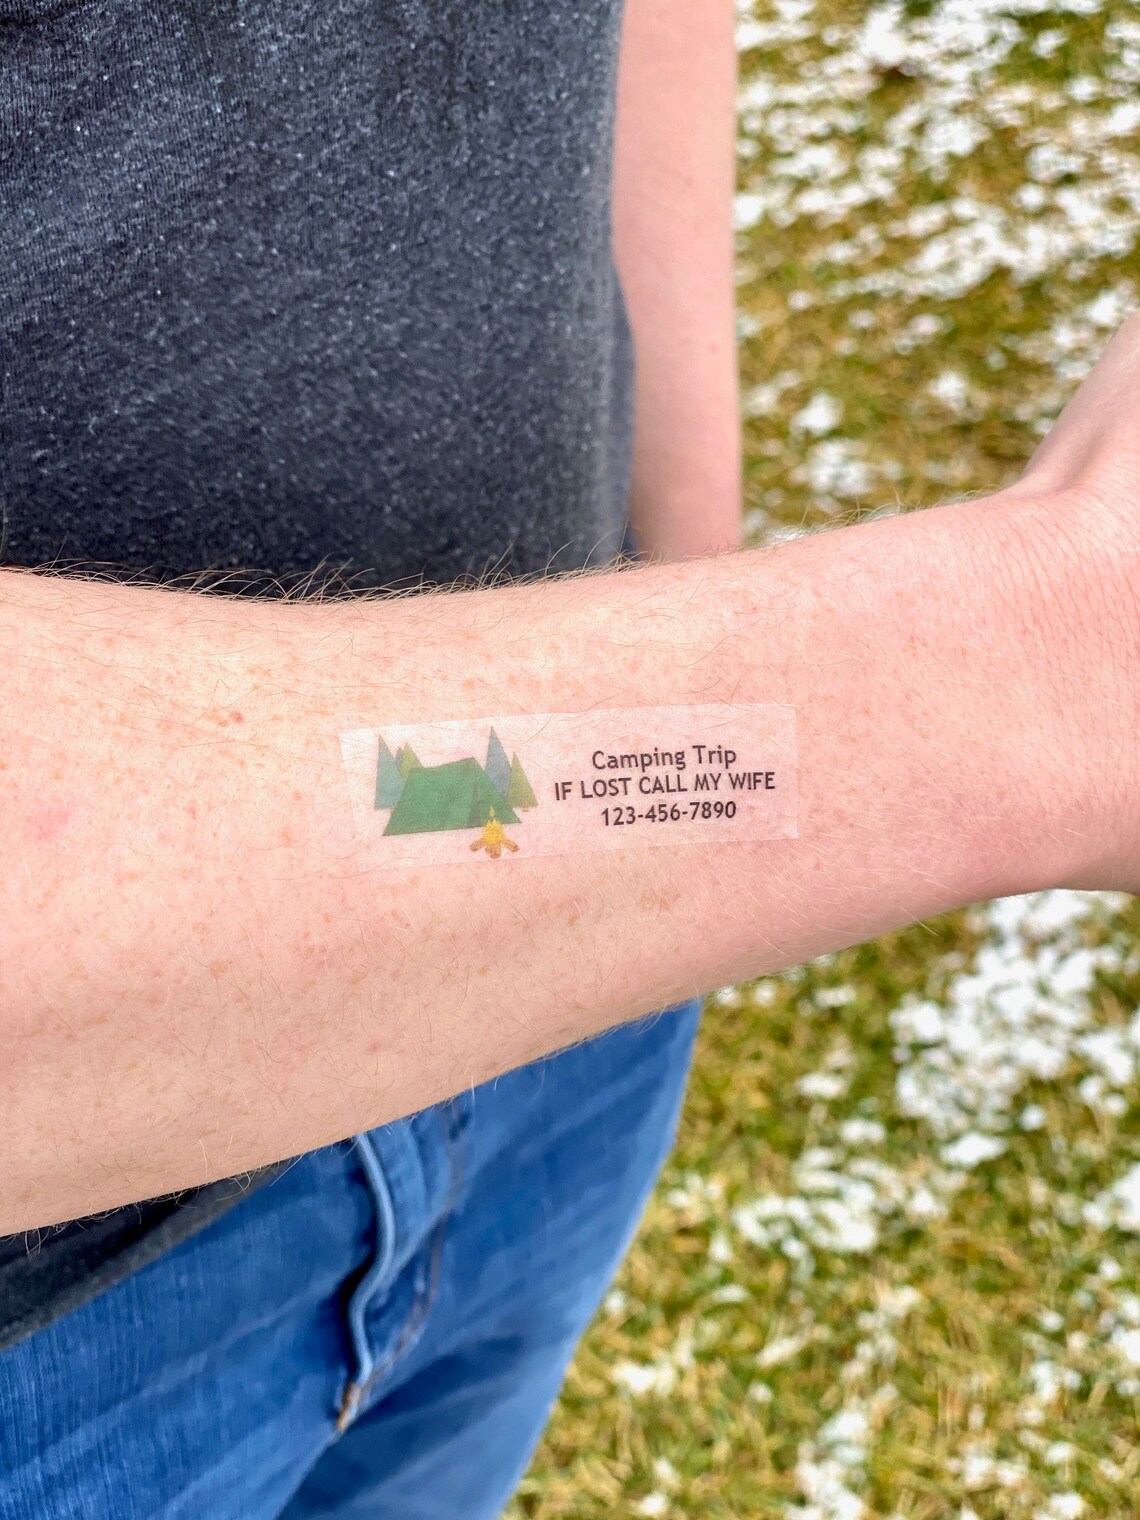 Camping Trip
IF LOST CALL MY WIFE
123-456-7890